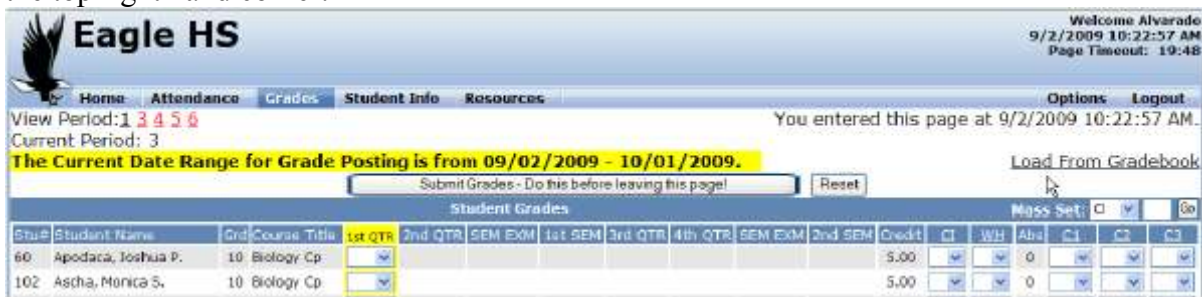 Eagle HS
Welcome Alvarado
9/2/2009 10:22:57 AM
Page Timeout: 19:48
Home Attendance Grades Student Info Resources Options Logout
View Period:1 3 4 5 6
You entered this page at 9/2/2009 10:22:57 AM.
Current Period: 3
The Current Date Range for Grade Posting is from 09/02/2009 - 10/01/2009.
Load From Gradebook
Submit Grades - Do this before leaving this page! Reset
Student Grades Mass Set: CI Go
Stu# Student Name Grd Course Title 1st QTR 2nd QTR SEM EXM 1st SEM 3rd QTR 4th QTR SEM EXM 2nd SEM Credit CI WH Abs C1 C2 C3
60 Apodaca, Joshua P. 10 Biology Cp 5.00 0
102 Ascha, Monica S. 10 Biology Cp 5.00 0